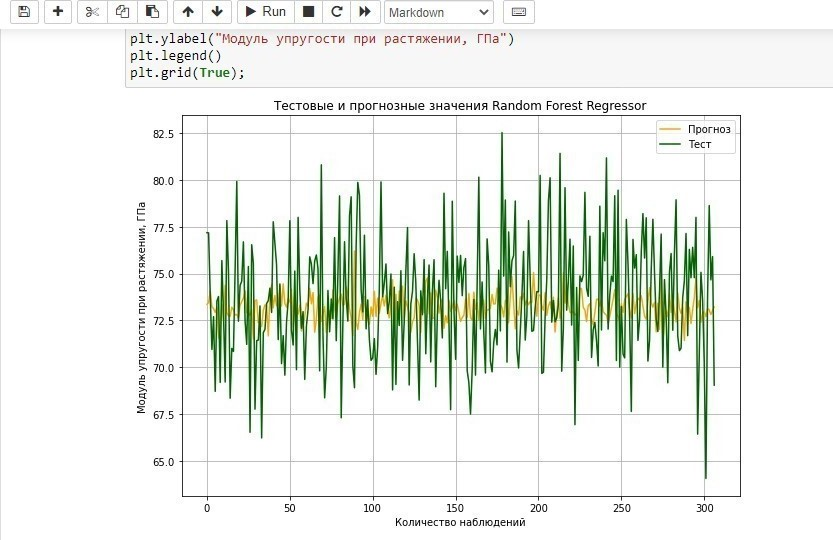 Run
Markdown
plt.ylabel("Модуль упругости при растяжении, ГПа")
plt.legend()
plt.grid(True);
Тестовые и прогнозные значения Random Forest Regressor
Прогноз
Тест
Модуль упругости при растяжении, ГПа
82.5
80.0
77.5
75.0
72.5
70.0
67.5
65.0
0 50 100 150 200 250 300
Количество наблюдений